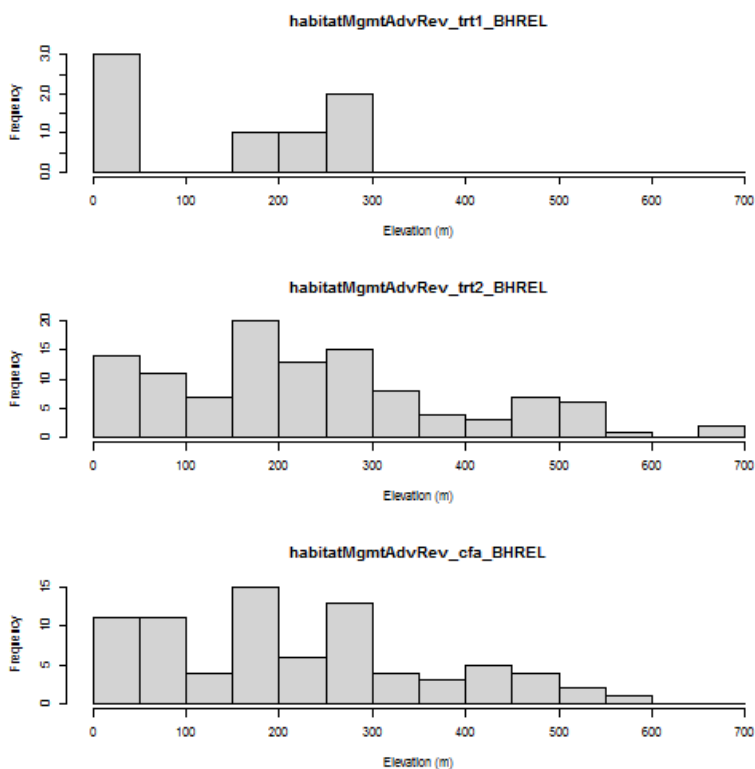 habitatMgmtAdvRev_trt1_BHREL
Frequency
0.0 1.0 2.0 3.0
0 100 200 300 400 500 600 700
Elevation (m)
habitatMgmtAdvRev_trt2_BHREL
Frequency
0 5 10 15 20
0 100 200 300 400 500 600 700
Elevation (m)
habitatMgmtAdvRev_cfa_BHREL
Frequency
0 5 10 15
0 100 200 300 400 500 600 700
Elevation (m)